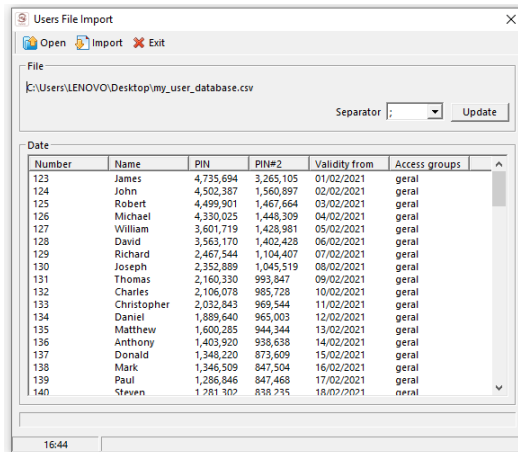 Users File Import
Open Import Exit
File
C:\Users\LENOVO\Desktop\my_user_database.csv
Separator ; Update
Date
Number Name PIN PIN#2 Validity from Access groups
123 James 4,735,694 3,265,105 01/02/2021 geral
124 John 4,502,387 1,560,897 02/02/2021 geral
125 Robert 4,499,901 1,467,664 03/02/2021 geral
126 Michael 4,330,025 1,448,309 04/02/2021 geral
127 William 3,601,719 1,428,981 05/02/2021 geral
128 David 3,563,170 1,402,428 06/02/2021 geral
129 Richard 2,467,544 1,104,407 07/02/2021 geral
130 Joseph 2,352,889 1,045,519 08/02/2021 geral
131 Thomas 2,160,330 993,847 09/02/2021 geral
132 Charles 2,106,078 985,728 10/02/2021 geral
133 Christopher 2,032,843 969,544 11/02/2021 geral
134 Daniel 1,889,640 965,003 12/02/2021 geral
135 Matthew 1,600,285 944,344 13/02/2021 geral
136 Anthony 1,403,920 938,638 14/02/2021 geral
137 Donald 1,348,220 873,609 15/02/2021 geral
138 Mark 1,346,509 847,504 16/02/2021 geral
139 Paul 1,286,846 847,468 17/02/2021 geral
140 Steven 1,281,302 838,235 18/02/2021 geral
16:44